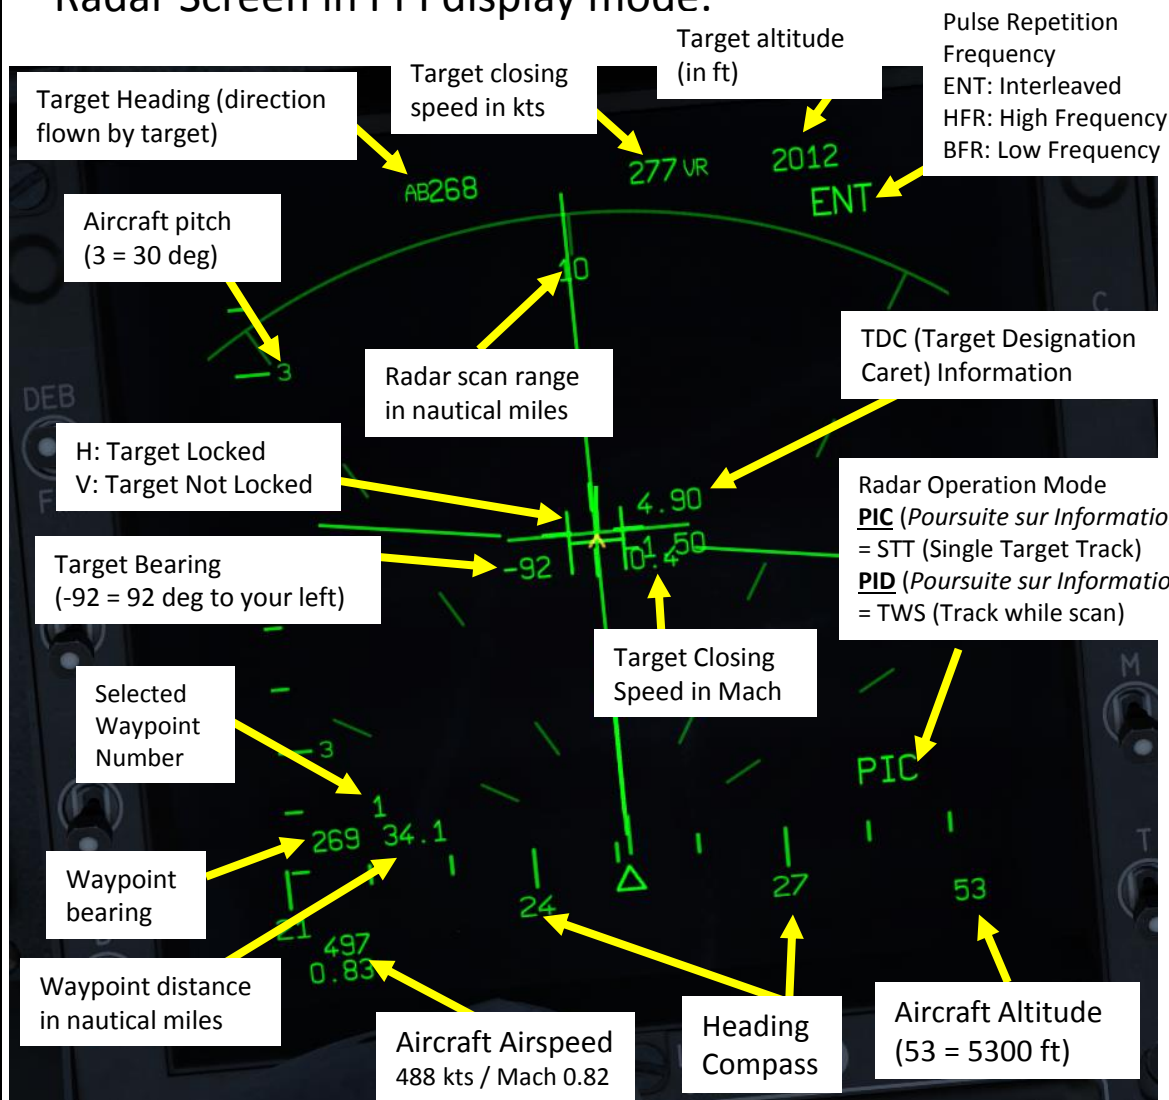 Radar Screen in PPI display mode:
Target Heading (direction
flown by target)
Target closing
speed in kts
Target altitude
(in ft)
Pulse Repetition
Frequency
ENT: Interleaved
HFR: High Frequency
BFR: Low Frequency
AB268
277 VR
2012
ENT
Aircraft pitch
(3 = 30 deg)
10
3
C
Radar scan range
in nautical miles
TDC (Target Designation
Caret) Information
DEB
F
H: Target Locked
V: Target Not Locked
4.90
-1.50
0.4
-92
Radar Operation Mode
PIC (Poursuite sur Informatio
= STT (Single Target Track)
PID (Poursuite sur Informatio
= TWS (Track while scan)
Target Bearing
(-92 = 92 deg to your left)
Target Closing
Speed in Mach
M
Selected
Waypoint
Number
3
PIC
1
269 34.1
T
Waypoint
bearing
24
27
53
21
497
0.83
Waypoint distance
in nautical miles
Aircraft Airspeed
488 kts / Mach 0.82
Heading
Compass
Aircraft Altitude
(53 = 5300 ft)